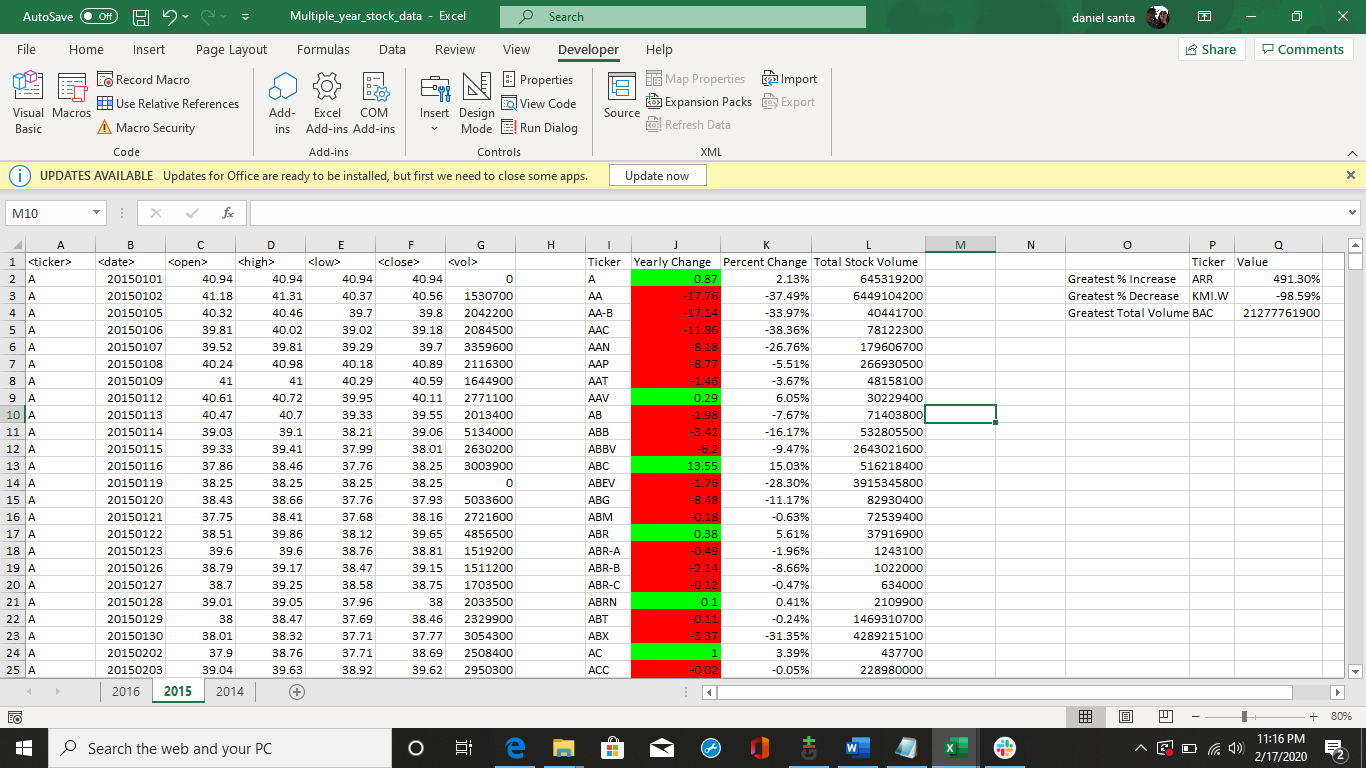 AutoSave Off Multiple_year_stock_data - Excel Search daniel santa
File Home Insert Page Layout Formulas Data Review View Developer Help Share Comments
Visual Basic Macros Record Macro Use Relative References Macro Security
Add-ins Excel Add-ins COM Add-ins
Insert Design Mode Properties View Code Run Dialog
Source Map Properties Expansion Packs Refresh Data Import Export
Code Add-ins Controls XML
UPDATES AVAILABLE Updates for Office are ready to be installed, but first we need to close some apps. Update now
M10 fx
A B C D E F G H I J K L M N O P Q
1 <ticker> <date> <open> <high> <low> <close> <vol> Ticker Yearly Change Percent Change Total Stock Volume Ticker Value
2 A 20150101 40.94 40.94 40.94 40.94 0 A 0.87 2.13% 645319200 Greatest % Increase ARR 491.30%
3 A 20150102 41.18 41.31 40.37 40.56 1530700 AA -17.76 -37.49% 6449104200 Greatest % Decrease KMI.W -98.59%
4 A 20150105 40.32 40.46 39.7 39.8 2042200 AA-B -17.14 -33.97% 40441700 Greatest Total Volume BAC 21277761900
5 A 20150106 39.81 40.02 39.02 39.18 2084500 AAC -11.86 -38.36% 78122300
6 A 20150107 39.52 39.81 39.29 39.7 3359600 AAN -8.18 -26.76% 179606700
7 A 20150108 40.24 40.98 40.18 40.89 2116300 AAP -8.77 -5.51% 266930500
8 A 20150109 41 41 40.29 40.59 1644900 AAT -1.46 -3.67% 48158100
9 A 20150112 40.61 40.72 39.95 40.11 2771100 AAV 0.29 6.05% 30229400
10 A 20150113 40.47 40.7 39.33 39.55 2013400 AB -1.98 -7.67% 71403800
11 A 20150114 39.03 39.1 38.21 39.06 5134000 ABB -3.42 -16.17% 532805500
12 A 20150115 39.33 39.41 37.99 38.01 2630200 ABBV -6.2 -9.47% 2643021600
13 A 20150116 37.86 38.46 37.76 38.25 3003900 ABC 13.55 15.03% 516218400
14 A 20150119 38.25 38.25 38.25 38.25 0 ABEV -1.76 -28.30% 3915345800
15 A 20150120 38.43 38.66 37.76 37.93 5033600 ABG -8.48 -11.17% 82930400
16 A 20150121 37.75 38.41 37.68 38.16 2721600 ABM -0.18 -0.63% 72539400
17 A 20150122 38.51 39.86 38.12 39.65 4856500 ABR 0.38 5.61% 37916900
18 A 20150123 39.6 39.6 38.76 38.81 1519200 ABR-A -0.49 -1.96% 1243100
19 A 20150126 38.79 39.17 38.47 39.15 1511200 ABR-B -2.14 -8.66% 1022000
20 A 20150127 38.7 39.25 38.58 38.75 1703500 ABR-C -0.12 -0.47% 634000
21 A 20150128 39.01 39.05 37.96 38 2033500 ABRN 0.1 0.41% 2109900
22 A 20150129 38 38.47 37.69 38.46 2329900 ABT -0.11 -0.24% 1469310700
23 A 20150130 38.01 38.32 37.71 37.77 3054300 ABX -3.37 -31.35% 4289215100
24 A 20150202 37.9 38.76 37.71 38.69 2508400 AC 1 3.39% 437700
25 A 20150203 39.04 39.63 38.92 39.62 2950300 ACC -0.02 -0.05% 228980000
2016 2015 2014
80%
Search the web and your PC 11:16 PM
2/17/2020 2